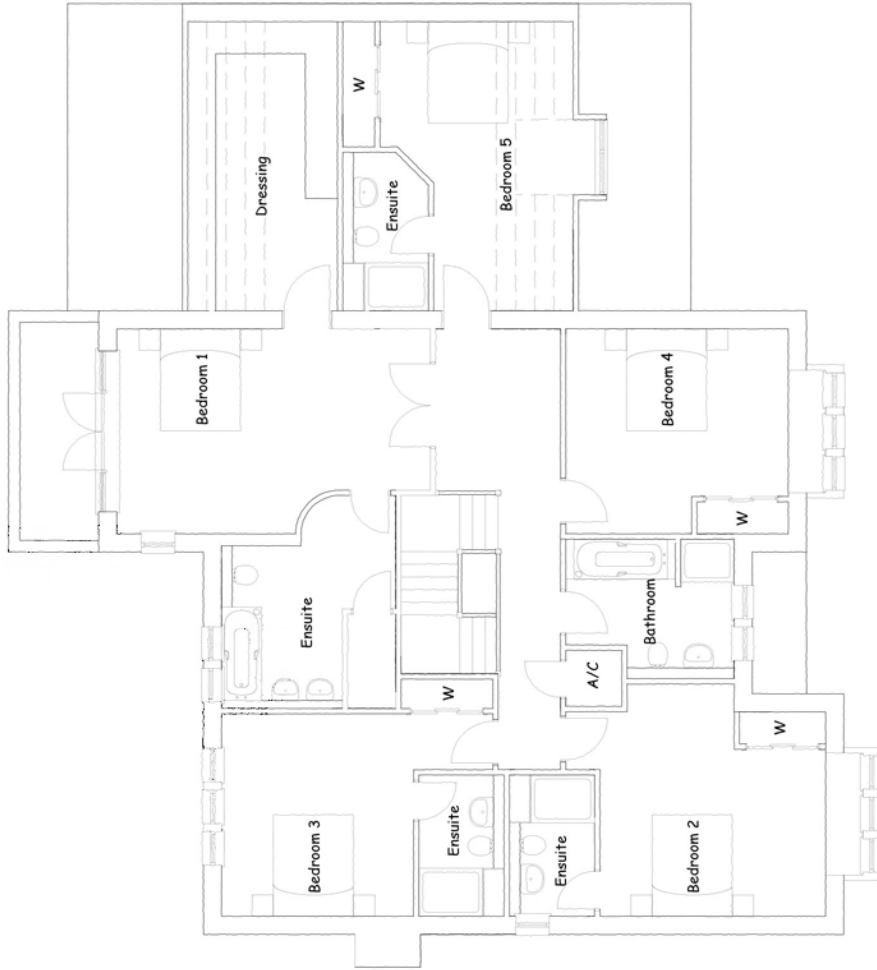 W
Dressing
Bedroom 5
Ensuite
Bedroom 1
Bedroom 4
W
Ensuite
Bathroom
A/C
W
W
Bedroom 3
Ensuite
Ensuite
Bedroom 2